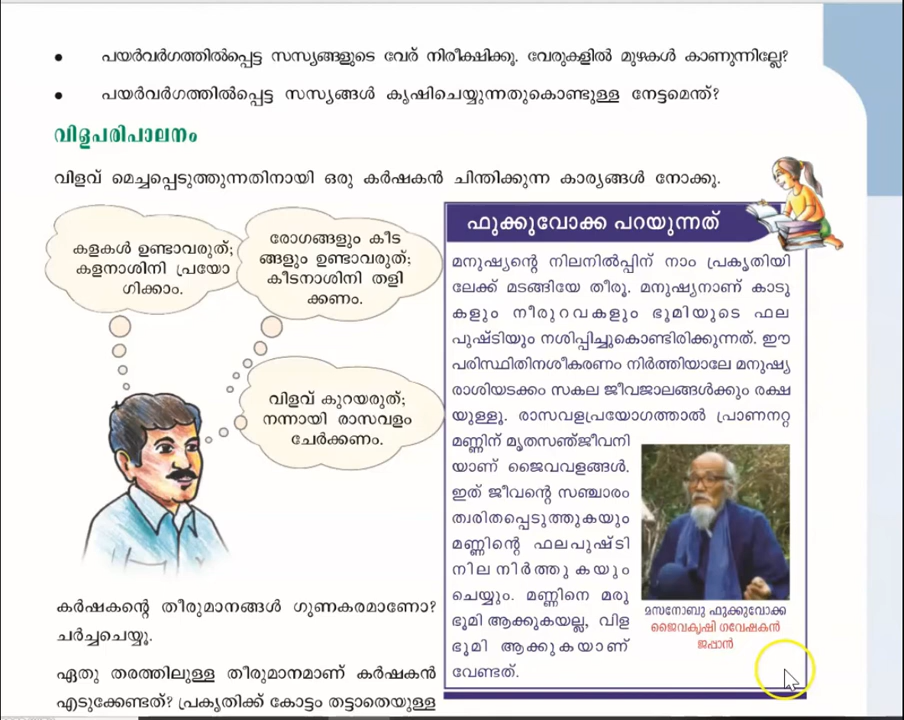 • പയർവർഗത്തിൽപ്പെട്ട സസ്യങ്ങളുടെ വേര് നിരീക്ഷിക്കൂ. വേരുകളിൽ മുഴകൾ കാണുന്നില്ലേ?
• പയർവർഗത്തിൽപ്പെട്ട സസ്യങ്ങൾ കൃഷിചെയ്യുന്നതുകൊണ്ടുള്ള നേട്ടമെന്ത്?
വിളപരിപാലനം
വിളവ് മെച്ചപ്പെടുത്തുന്നതിനായി ഒരു കർഷകൻ ചിന്തിക്കുന്ന കാര്യങ്ങൾ നോക്കൂ.
കളകൾ ഉണ്ടാവരുത്;
കളനാശിനി പ്രയോ
ഗിക്കാം.
രോഗങ്ങളും കീട
ങ്ങളും ഉണ്ടാവരുത്;
കീടനാശിനി തളി
ക്കണം.
വിളവ് കുറയരുത്;
നന്നായി രാസവളം
ചേർക്കണം.
കർഷകന്റെ തീരുമാനങ്ങൾ ഗുണകരമാണോ?
ചർച്ചചെയ്യൂ.
ഏതു തരത്തിലുള്ള തീരുമാനമാണ് കർഷകൻ
എടുക്കേണ്ടത്? പ്രകൃതിക്ക് കോട്ടം തട്ടാതെയുള്ള
ഫുക്കുവോക്ക പറയുന്നത്
മനുഷ്യന്റെ നിലനിൽപ്പിന് നാം പ്രകൃതിയി
ലേക്ക് മടങ്ങിയേ തീരൂ. മനുഷ്യനാണ് കാടു
കളും നീരുറവകളും ഭൂമിയുടെ ഫല
പുഷ്ടിയും നശിപ്പിച്ചുകൊണ്ടിരിക്കുന്നത്. ഈ
പരിസ്ഥിതിനശീകരണം നിർത്തിയാലേ മനുഷ്യ
രാശിയടക്കം സകല ജീവജാലങ്ങൾക്കും രക്ഷ
യുള്ളൂ. രാസവളപ്രയോഗത്താൽ പ്രാണനറ്റ
മണ്ണിന് മൃതസഞ്ജീവനി
യാണ് ജൈവവളങ്ങൾ.
ഇത് ജീവന്റെ സഞ്ചാരം
ത്വരിതപ്പെടുത്തുകയും
മണ്ണിന്റെ ഫലപുഷ്ടി
നിലനിർത്തുകയും
ചെയ്യും. മണ്ണിനെ മരു
ഭൂമി ആക്കുകയല്ല, വിള
ഭൂമി ആക്കുകയാണ്
വേണ്ടത്.
മസനോബു ഫുക്കുവോക്ക
ജൈവകൃഷി ഗവേഷകൻ
ജപ്പാൻ